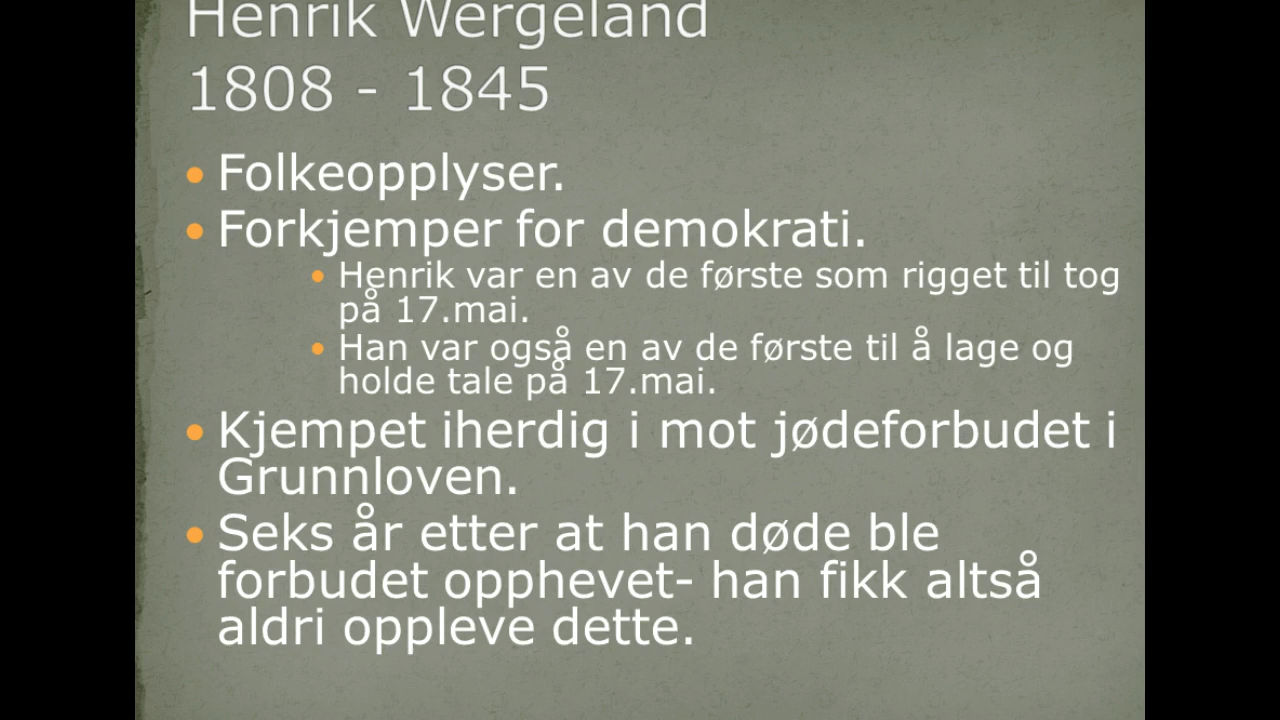 Henrik Wergeland
1808 - 1845
Folkeopplyser.
Forkjemper for demokrati.
Henrik var en av de første som rigget til tog
på 17.mai.
Han var også en av de første til å lage og
holde tale på 17.mai.
Kjempet iherdig i mot jødeforbudet i
Grunnloven.
Seks år etter at han døde ble
forbudet opphevet- han fikk altså
aldri oppleve dette.